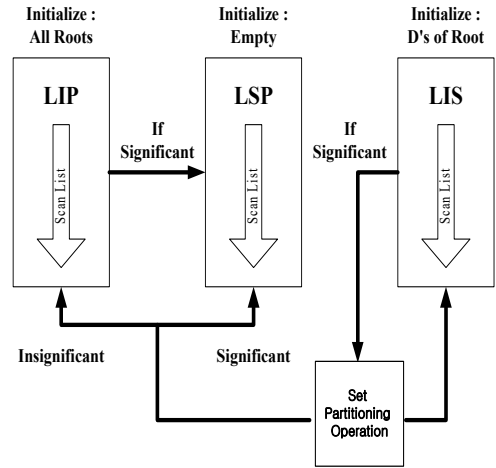 Initialize :
All Roots
Initialize :
Empty
Initialize :
D's of Root
LIP
LSP
LIS
If
Significant
If
Significant
Scan List
Scan List
Scan List
Insignificant
Significant
Set
Partitioning
Operation